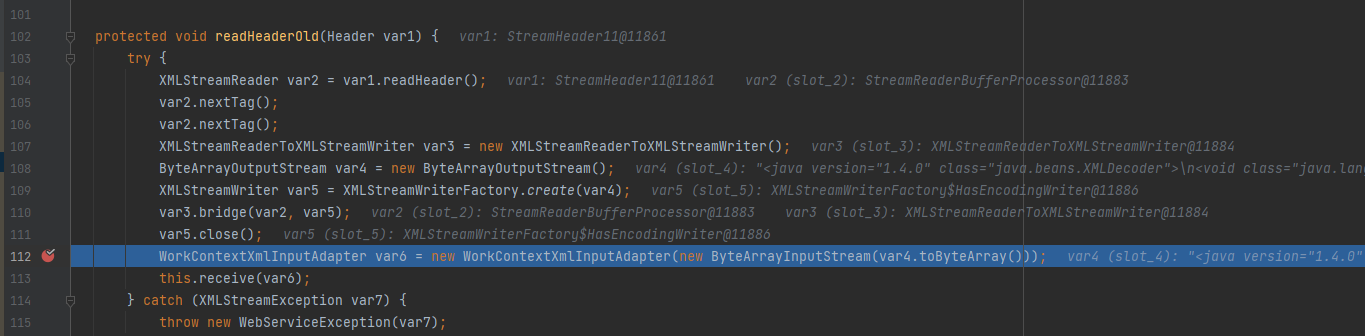 101
102 protected void readHeaderOld(Header var1) { var1: StreamHeader11@11861
103 try {
104 XMLStreamReader var2 = var1.readHeader(); var1: StreamHeader11@11861 var2 (slot_2): StreamReaderBufferProcessor@11883
105 var2.nextTag();
106 var2.nextTag();
107 XMLStreamReaderToXMLStreamWriter var3 = new XMLStreamReaderToXMLStreamWriter(); var3 (slot_3): XMLStreamReaderToXMLStreamWriter@11884
108 ByteArrayOutputStream var4 = new ByteArrayOutputStream(); var4 (slot_4): "<java version="1.4.0" class="java.beans.XMLDecoder">\n<void class="java.lang
109 XMLStreamWriter var5 = XMLStreamWriterFactory.create(var4); var5 (slot_5): XMLStreamWriterFactory$HasEncodingWriter@11886
110 var3.bridge(var2, var5); var2 (slot_2): StreamReaderBufferProcessor@11883 var3 (slot_3): XMLStreamReaderToXMLStreamWriter@11884
111 var5.close(); var5 (slot_5): XMLStreamWriterFactory$HasEncodingWriter@11886
112 WorkContextXmlInputAdapter var6 = new WorkContextXmlInputAdapter(new ByteArrayInputStream(var4.toByteArray())); var4 (slot_4): "<java version="1.4.0"
113 this.receive(var6);
114 } catch (XMLStreamException var7) {
115 throw new WebServiceException(var7);